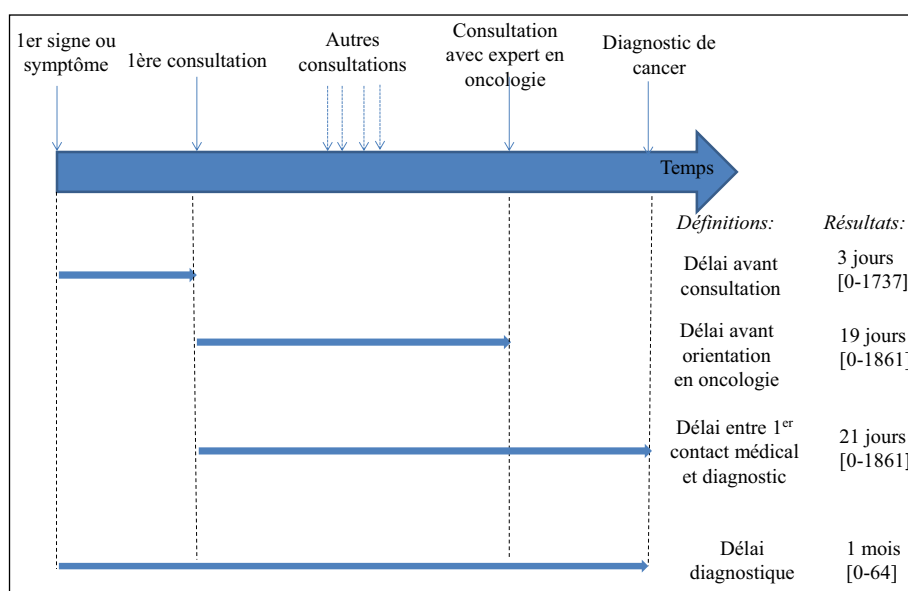 1er signe ou
symptôme
1ère consultation
Autres
consultations
Consultation
avec expert en
oncologie
Diagnostic de
cancer
Temps
Définitions:
Résultats:
Délai avant
consultation
3 jours
[0-1737]
Délai avant
orientation
en oncologie
19 jours
[0-1861]
Délai entre 1er
contact médical
et diagnostic
21 jours
[0-1861]
Délai
diagnostique
1 mois
[0-64]